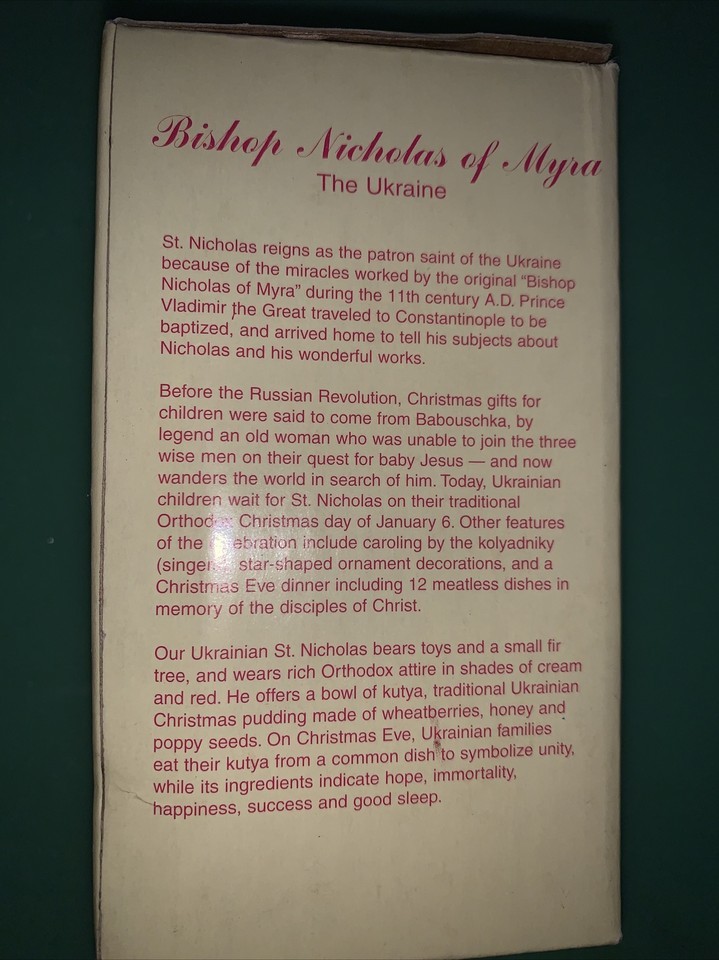 Bishop Nicholas of Myra
The Ukraine
St. Nicholas reigns as the patron saint of the Ukraine
because of the miracles worked by the original “Bishop
Nicholas of Myra” during the 11th century A.D. Prince
Vladimir the Great traveled to Constantinople to be
baptized, and arrived home to tell his subjects about
Nicholas and his wonderful works.
Before the Russian Revolution, Christmas gifts for
children were said to come from Babouschka, by
legend an old woman who was unable to join the three
wise men on their quest for baby Jesus — and now
wanders the world in search of him. Today, Ukrainian
children wait for St. Nicholas on their traditional
Orthodox Christmas day of January 6. Other features
of the celebration include caroling by the kolyadniky
(singers), star-shaped ornament decorations, and a
Christmas Eve dinner including 12 meatless dishes in
memory of the disciples of Christ.
Our Ukrainian St. Nicholas bears toys and a small fir
tree, and wears rich Orthodox attire in shades of cream
and red. He offers a bowl of kutya, traditional Ukrainian
Christmas pudding made of wheatberries, honey and
poppy seeds. On Christmas Eve, Ukrainian families
eat their kutya from a common dish to symbolize unity,
while its ingredients indicate hope, immortality,
happiness, success and good sleep.